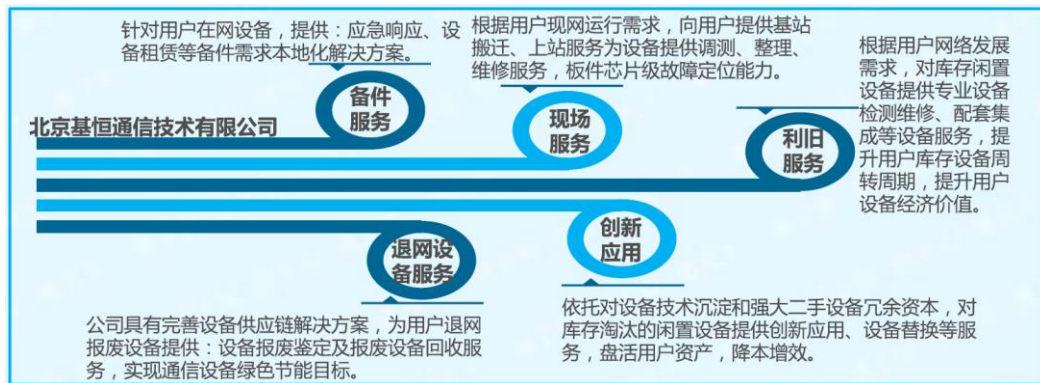 针对用户在网设备，提供：应急响应、设
备租赁等备件需求本地化解决方案。
根据用户现网运行需求，向用户提供基站
搬迁、上站服务为设备提供调测、整理、
维修服务，板件芯片级故障定位能力。
根据用户网络发展
需求，对库存闲置
设备提供专业设备
检测维修、配套集
成等设备服务，提
升用户库存设备周
转周期，提升用户
设备经济价值。
北京基恒通信技术有限公司
备件
服务
现场
服务
利旧
服务
退网设
备服务
创新
应用
公司具有完善设备供应链解决方案，为用户退网
报废设备提供：设备报废鉴定及报废设备回收服
务，实现通信设备绿色节能目标。
依托对设备技术沉淀和强大二手设备冗余资本，对
库存淘汰的闲置设备提供创新应用、设备替换等服
务，盘活用户资产，降本增效。